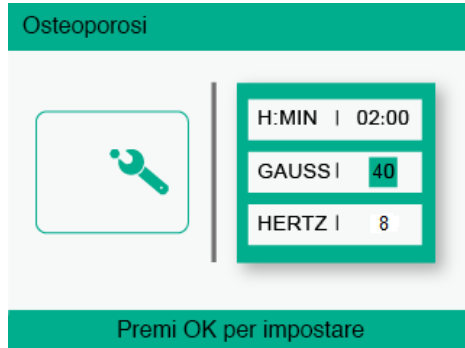 Osteoporosi
H:MIN | 02:00
GAUSS | 40
HERTZ | 8
Premi OK per impostare